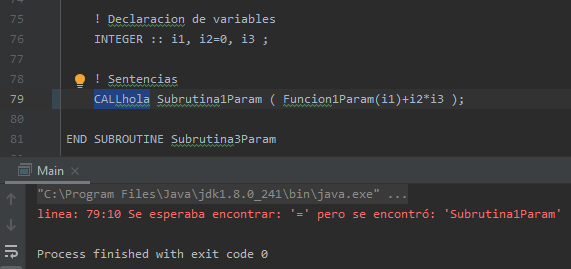 75 ! Declaracion de variables
76 INTEGER :: i1, i2=0, i3 ;
77
78 ! Sentencias
79 CALLhola Subrutina1Param ( Funcion1Param(i1)+i2*i3 );
80
81 END SUBROUTINE Subrutina3Param
Main ×
"C:\Program Files\Java\jdk1.8.0_241\bin\java.exe" ...
linea: 79:10 Se esperaba encontrar: '=' pero se encontró: 'Subrutina1Param'
Process finished with exit code 0